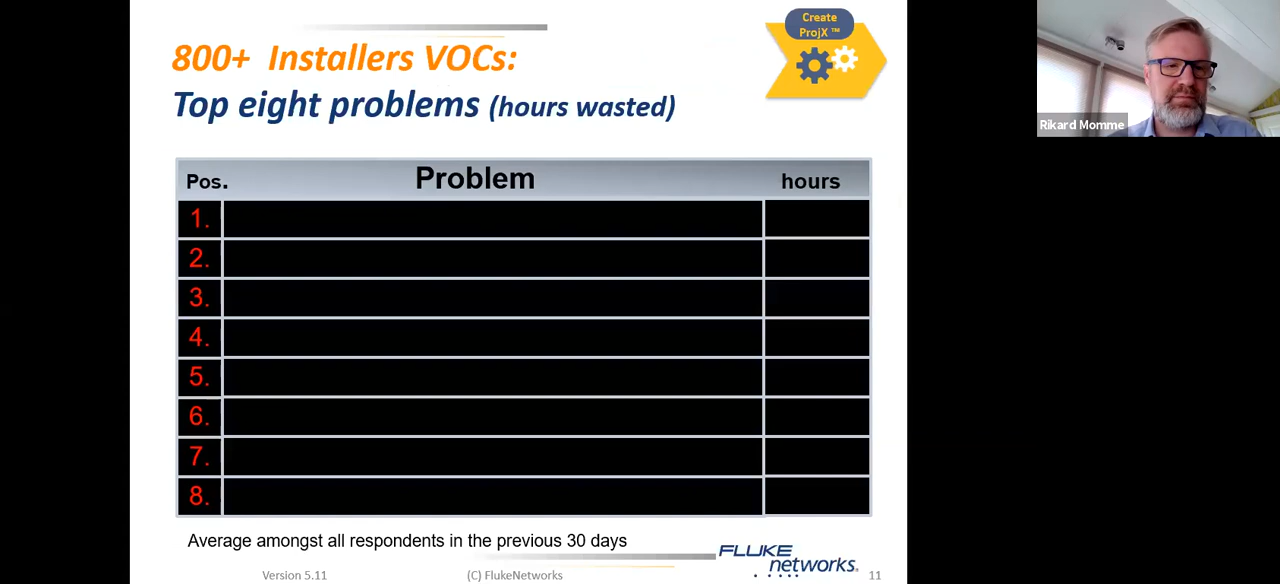 Create
ProjX ™
800+ Installers VOCs:
Top eight problems (hours wasted)
Rikard Momme
Pos. Problem hours
1.
2.
3.
4.
5.
6.
7.
8.
Average amongst all respondents in the previous 30 days
FLUKE
networks.
Version 5.11 (C) FlukeNetworks 11